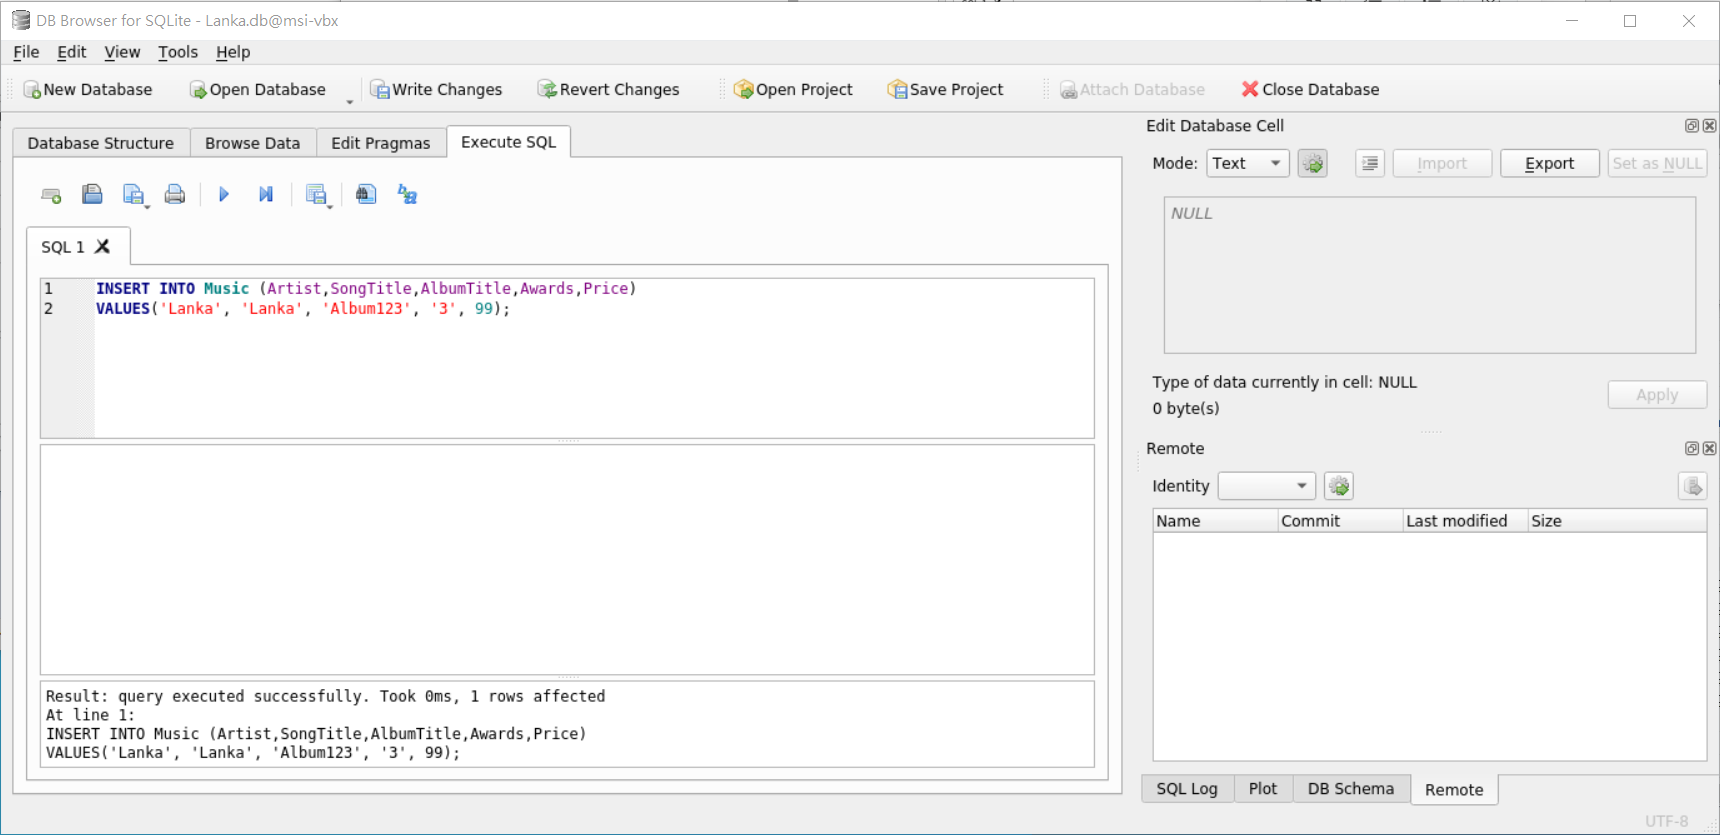 DB Browser for SQLite - Lanka.db@msi-vbx
File Edit View Tools Help
New Database Open Database Write Changes Revert Changes Open Project Save Project Attach Database Close Database
Database Structure Browse Data Edit Pragmas Execute SQL
SQL 1
1 INSERT INTO Music (Artist,SongTitle,AlbumTitle,Awards,Price)
2 VALUES('Lanka', 'Lanka', 'Album123', '3', 99);
Result: query executed successfully. Took 0ms, 1 rows affected
At line 1:
INSERT INTO Music (Artist,SongTitle,AlbumTitle,Awards,Price)
VALUES('Lanka', 'Lanka', 'Album123', '3', 99);
Edit Database Cell
Mode: Text Import Export Set as NULL
NULL
Type of data currently in cell: NULL
0 byte(s)
Apply
Remote
Identity
Name Commit Last modified Size
SQL Log Plot DB Schema Remote
UTF-8